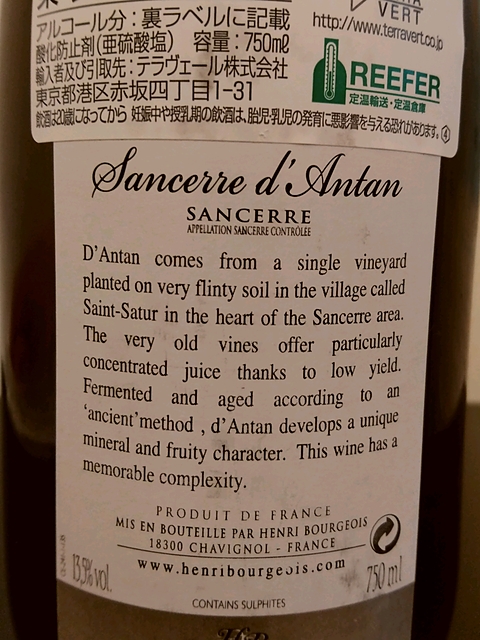 アルコール分:裏ラベルに記載
VERT
酸化防止剤(亜硫酸塩) 容量:750mℓ
http://www.terravert.co.jp
輸入者及び引取先:テラヴェール株式会社
東京都港区赤坂四丁目1-31
REEFER
定温輸送・定温倉庫
飲酒は20歳になってから 妊娠中や授乳期の飲酒は、胎児・乳児の発育に悪影響を与える恐れがあります。④
Sancerre d'Antan
SANCERRE
APPELLATION SANCERRE CONTRÔLÉE
D'Antan comes from a single vineyard
planted on very flinty soil in the village called
Saint-Satur in the heart of the Sancerre area.
The very old vines offer particularly
concentrated juice thanks to low yield.
Fermented and aged according to an
'ancient'method , d'Antan develops a unique
mineral and fruity character. This wine has a
memorable complexity.
PRODUIT DE FRANCE
MIS EN BOUTEILLE PAR HENRI BOURGEOIS
18300 CHAVIGNOL - FRANCE
www.henribourgeois.com
13,5% vol.
750 ml
CONTAINS SULPHITES